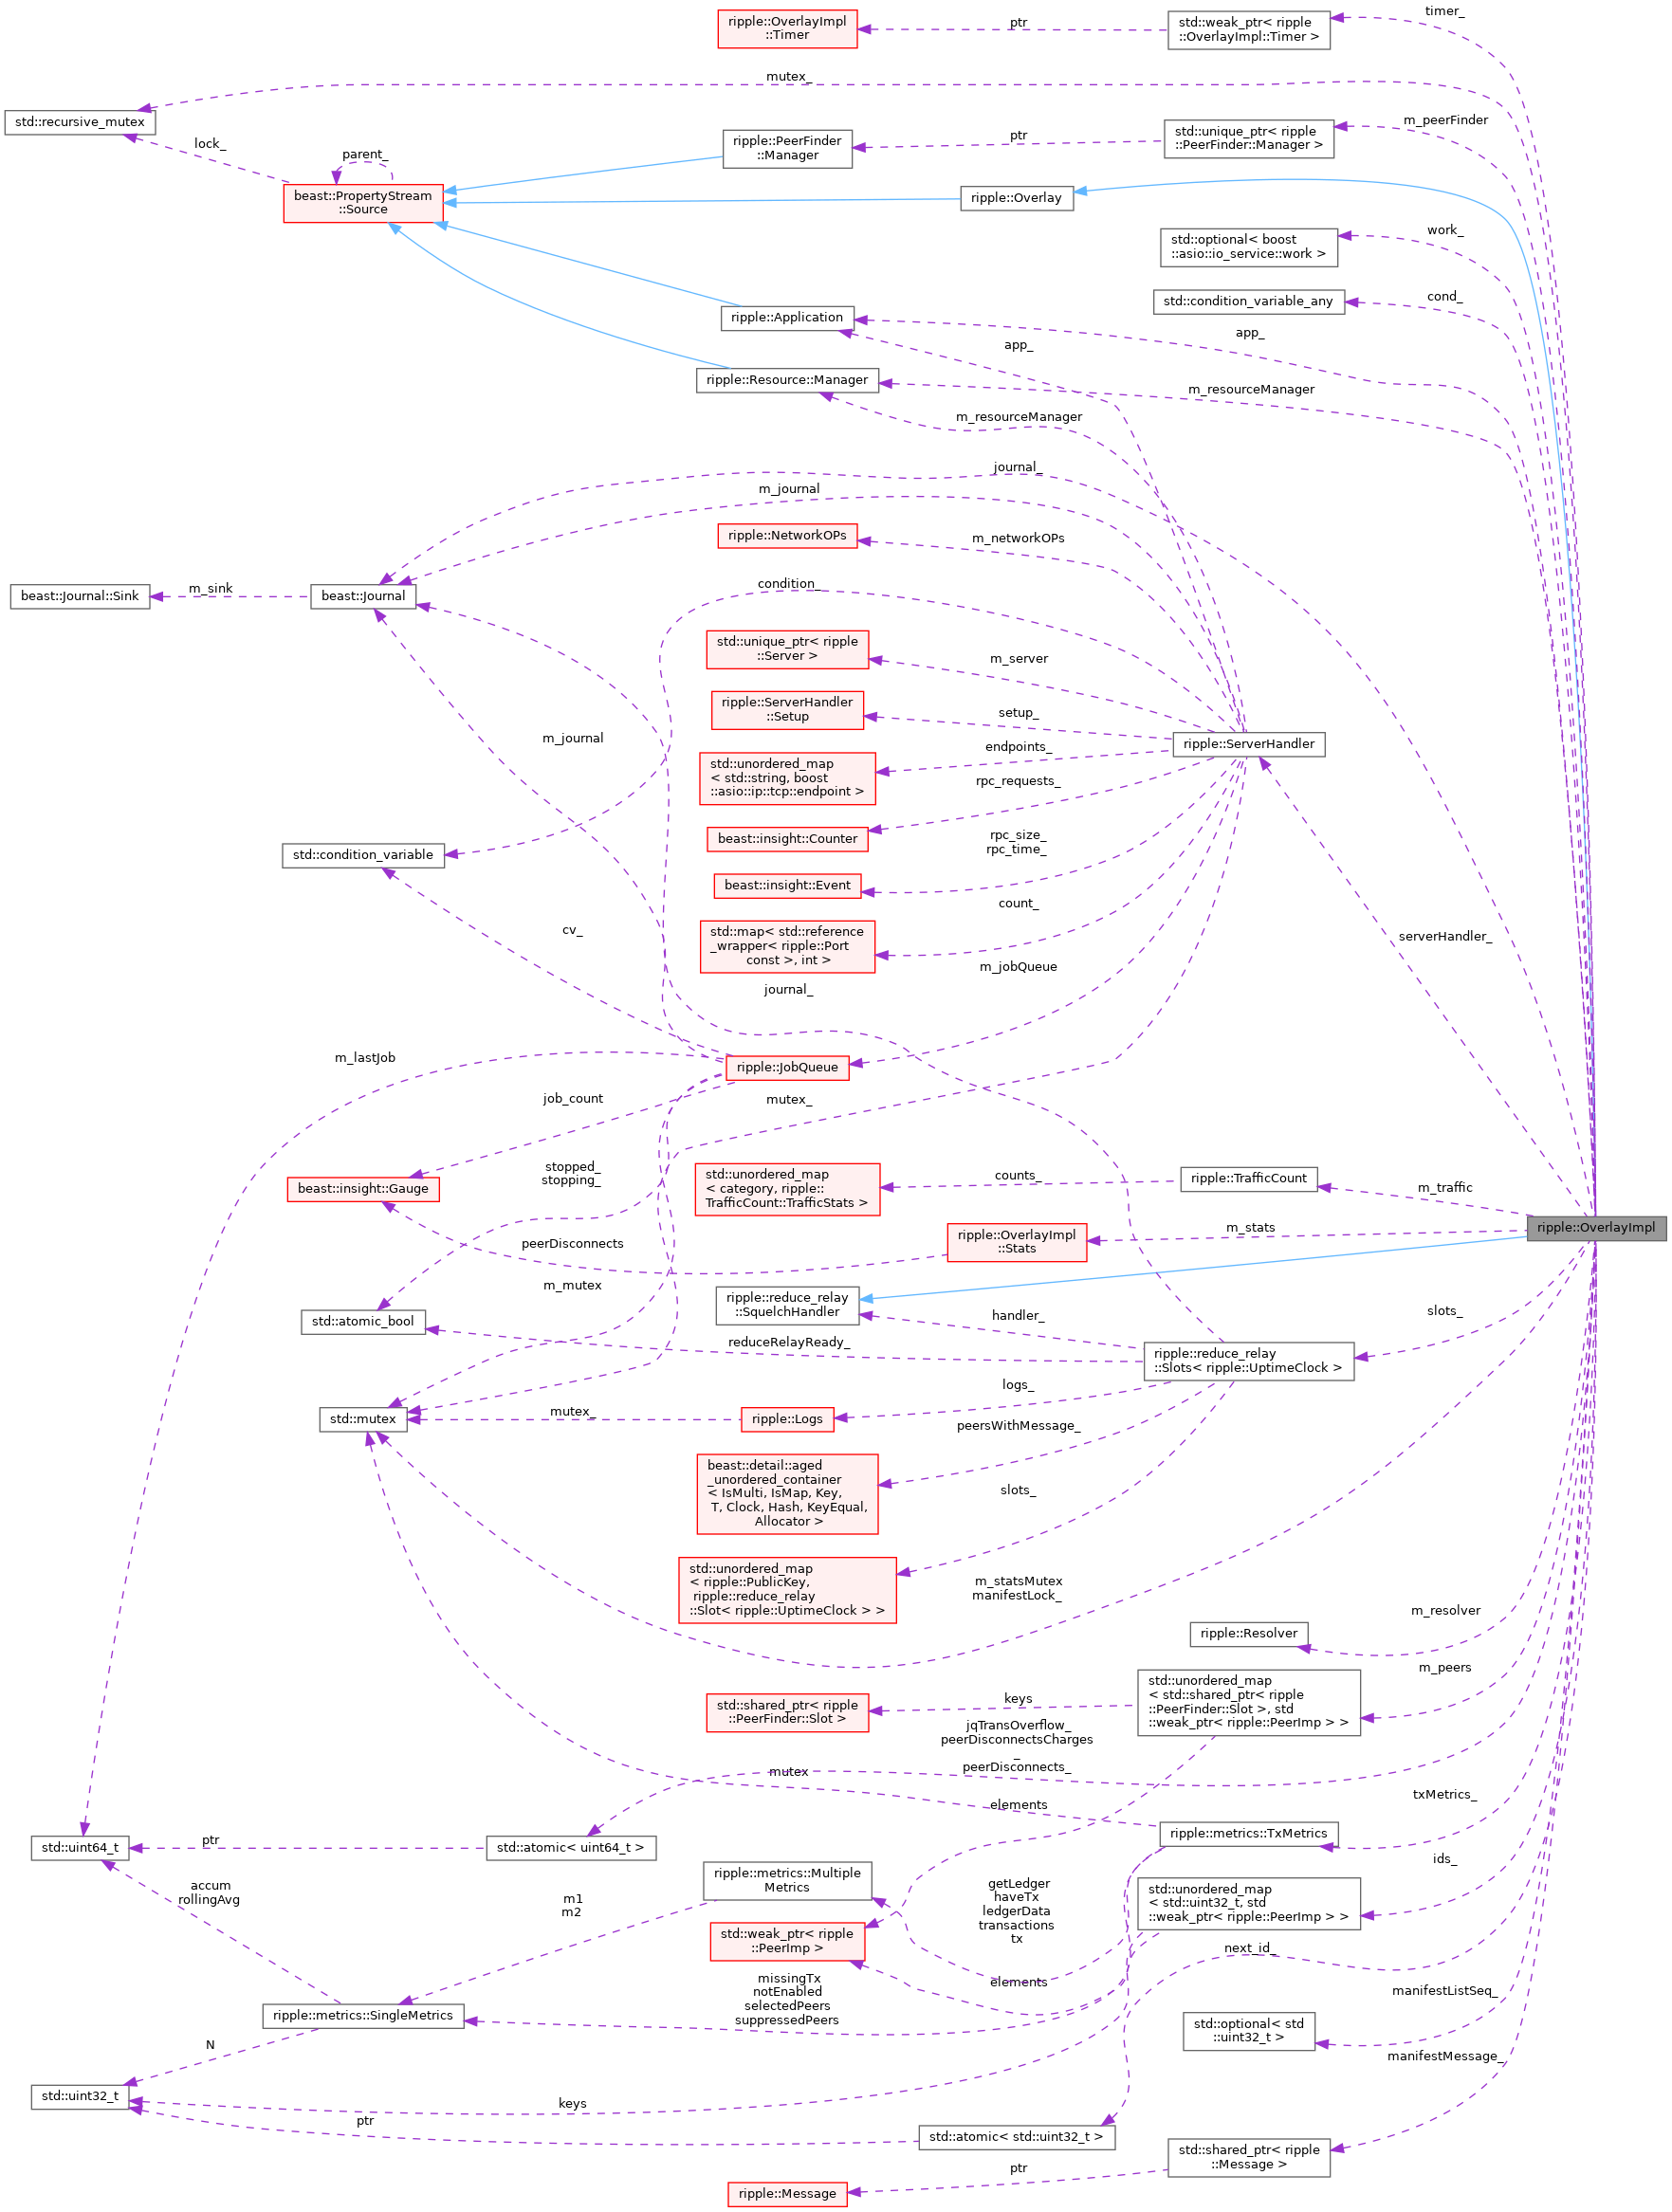 timer_
ripple::OverlayImpl
::Timer
ptr
std::weak_ptr< ripple
::OverlayImpl::Timer >
mutex_
std::recursive_mutex
m_peerFinder
lock_
parent_
ripple::PeerFinder
::Manager
ptr
std::unique_ptr< ripple
::PeerFinder::Manager >
beast::PropertyStream
::Source
ripple::Overlay
work_
std::optional< boost
::asio::io_service::work >
cond_
std::condition_variable_any
ripple::Application
app_
app_
ripple::Resource::Manager
m_resourceManager
m_resourceManager
journal_
m_journal
ripple::NetworkOPs
m_networkOPs
condition_
beast::Journal::Sink
m_sink
beast::Journal
std::unique_ptr< ripple
::Server >
m_server
ripple::ServerHandler
::Setup
setup_
m_journal
ripple::ServerHandler
endpoints_
std::unordered_map
< std::string, boost
::asio::ip::tcp::endpoint >
rpc_requests_
beast::insight::Counter
rpc_size_
rpc_time_
std::condition_variable
beast::insight::Event
count_
cv_
std::map< std::reference
_wrapper< ripple::Port
const >, int >
serverHandler_
m_jobQueue
journal_
m_lastJob
ripple::JobQueue
job_count
mutex_
stopped_
stopping_
beast::insight::Gauge
std::unordered_map
< category, ripple::
TrafficCount::TrafficStats >
counts_
ripple::TrafficCount
m_traffic
ripple::OverlayImpl
peerDisconnects
ripple::OverlayImpl
::Stats
m_stats
m_mutex
ripple::reduce_relay
::SquelchHandler
std::atomic_bool
handler_
slots_
reduceRelayReady_
ripple::reduce_relay
::Slots< ripple::UptimeClock >
logs_
std::mutex
mutex_
ripple::Logs
peersWithMessage_
beast::detail::aged
_unordered_container
< IsMulti, IsMap, Key,
T, Clock, Hash, KeyEqual,
Allocator >
slots_
std::unordered_map
< ripple::PublicKey,
ripple::reduce_relay
::Slot< ripple::UptimeClock > >
m_statsMutex
manifestLock_
m_resolver
ripple::Resolver
m_peers
std::shared_ptr< ripple
::PeerFinder::Slot >
keys
std::unordered_map
< std::shared_ptr< ripple
::PeerFinder::Slot >, std
::weak_ptr< ripple::PeerImp > >
jqTransOverflow_
peerDisconnectsCharges
_
peerDisconnects_
mutex
elements
txMetrics_
ripple::metrics::TxMetrics
std::uint64_t
ptr
std::atomic< uint64_t >
ids_
ripple::metrics::Multiple
Metrics
accum
rollingAvg
m1
m2
getLedger
haveTx
ledgerData
transactions
tx
std::unordered_map
< std::uint32_t, std
::weak_ptr< ripple::PeerImp > >
std::weak_ptr< ripple
::PeerImp >
next_id_
elements
missingTx
notEnabled
selectedPeers
suppressedPeers
manifestListSeq_
ripple::metrics::SingleMetrics
std::optional< std
::uint32_t >
N
manifestMessage_
std::uint32_t
keys
ptr
std::atomic< std::uint32_t >
std::shared_ptr< ripple
::Message >
ptr
ripple::Message